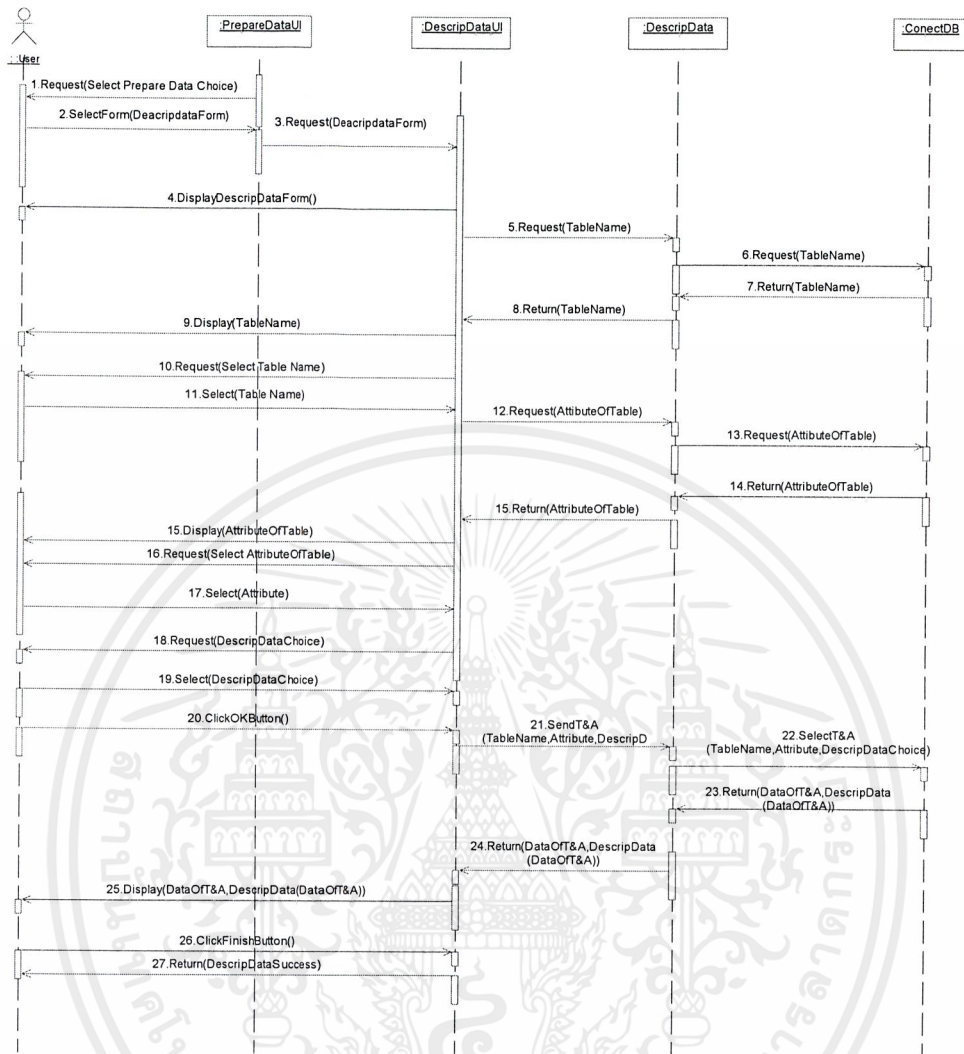 :PrepareDataUI
:DescripDataUI
:DescripData
:ConectDB
: :User
1.Request(Select Prepare Data Choice)
2.SelectForm(DeacripdataForm)
3.Request(DeacripdataForm)
4.DisplayDescripDataForm()
5.Request(TableName)
6.Request(TableName)
7.Return(TableName)
8.Return(TableName)
9.Display(TableName)
10.Request(Select Table Name)
11.Select(Table Name)
12.Request(AttibuteOfTable)
13.Request(AttibuteOfTable)
14.Return(AttributeOfTable)
15.Return(AttributeOfTable)
15.Display(AttributeOfTable)
16.Request(Select AttributeOfTable)
17.Select(Attribute)
18.Request(DescripDataChoice)
19.Select(DescripDataChoice)
20.ClickOKButton()
21.SendT&A
(TableName,Attribute,DescripD
22.SelectT&A
(TableName,Attribute,DescripDataChoice)
23.Return(DataOfT&A,DescripData
(DataOfT&A))
24.Return(DataOfT&A,DescripData
(DataOfT&A))
25.Display(DataOfT&A,DescripData(DataOfT&A))
26.ClickFinishButton()
27.Return(DescripDataSuccess)